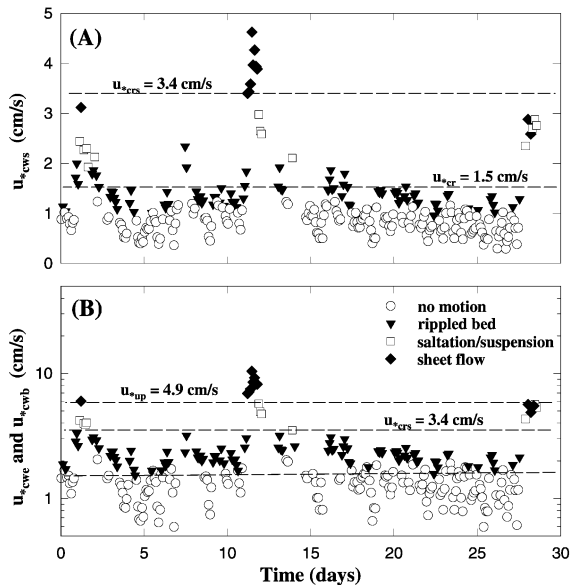 5
(A)
u*crs = 3.4 cm/s
4
3
2
u*cr = 1.5 cm/s
1
0
u*cws (cm/s)
(B)
no motion
rippled bed
saltation/suspension
sheet flow
10
u*up = 4.9 cm/s
u*crs = 3.4 cm/s
1
u*cwe and u*cwb (cm/s)
0 5 10 15 20 25 30
Time (days)